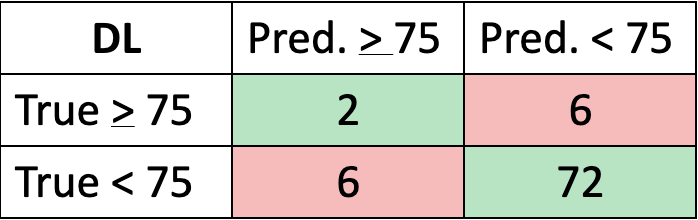 DL Pred. ≥ 75 Pred. < 75
True ≥ 75 2 6
True < 75 6 72